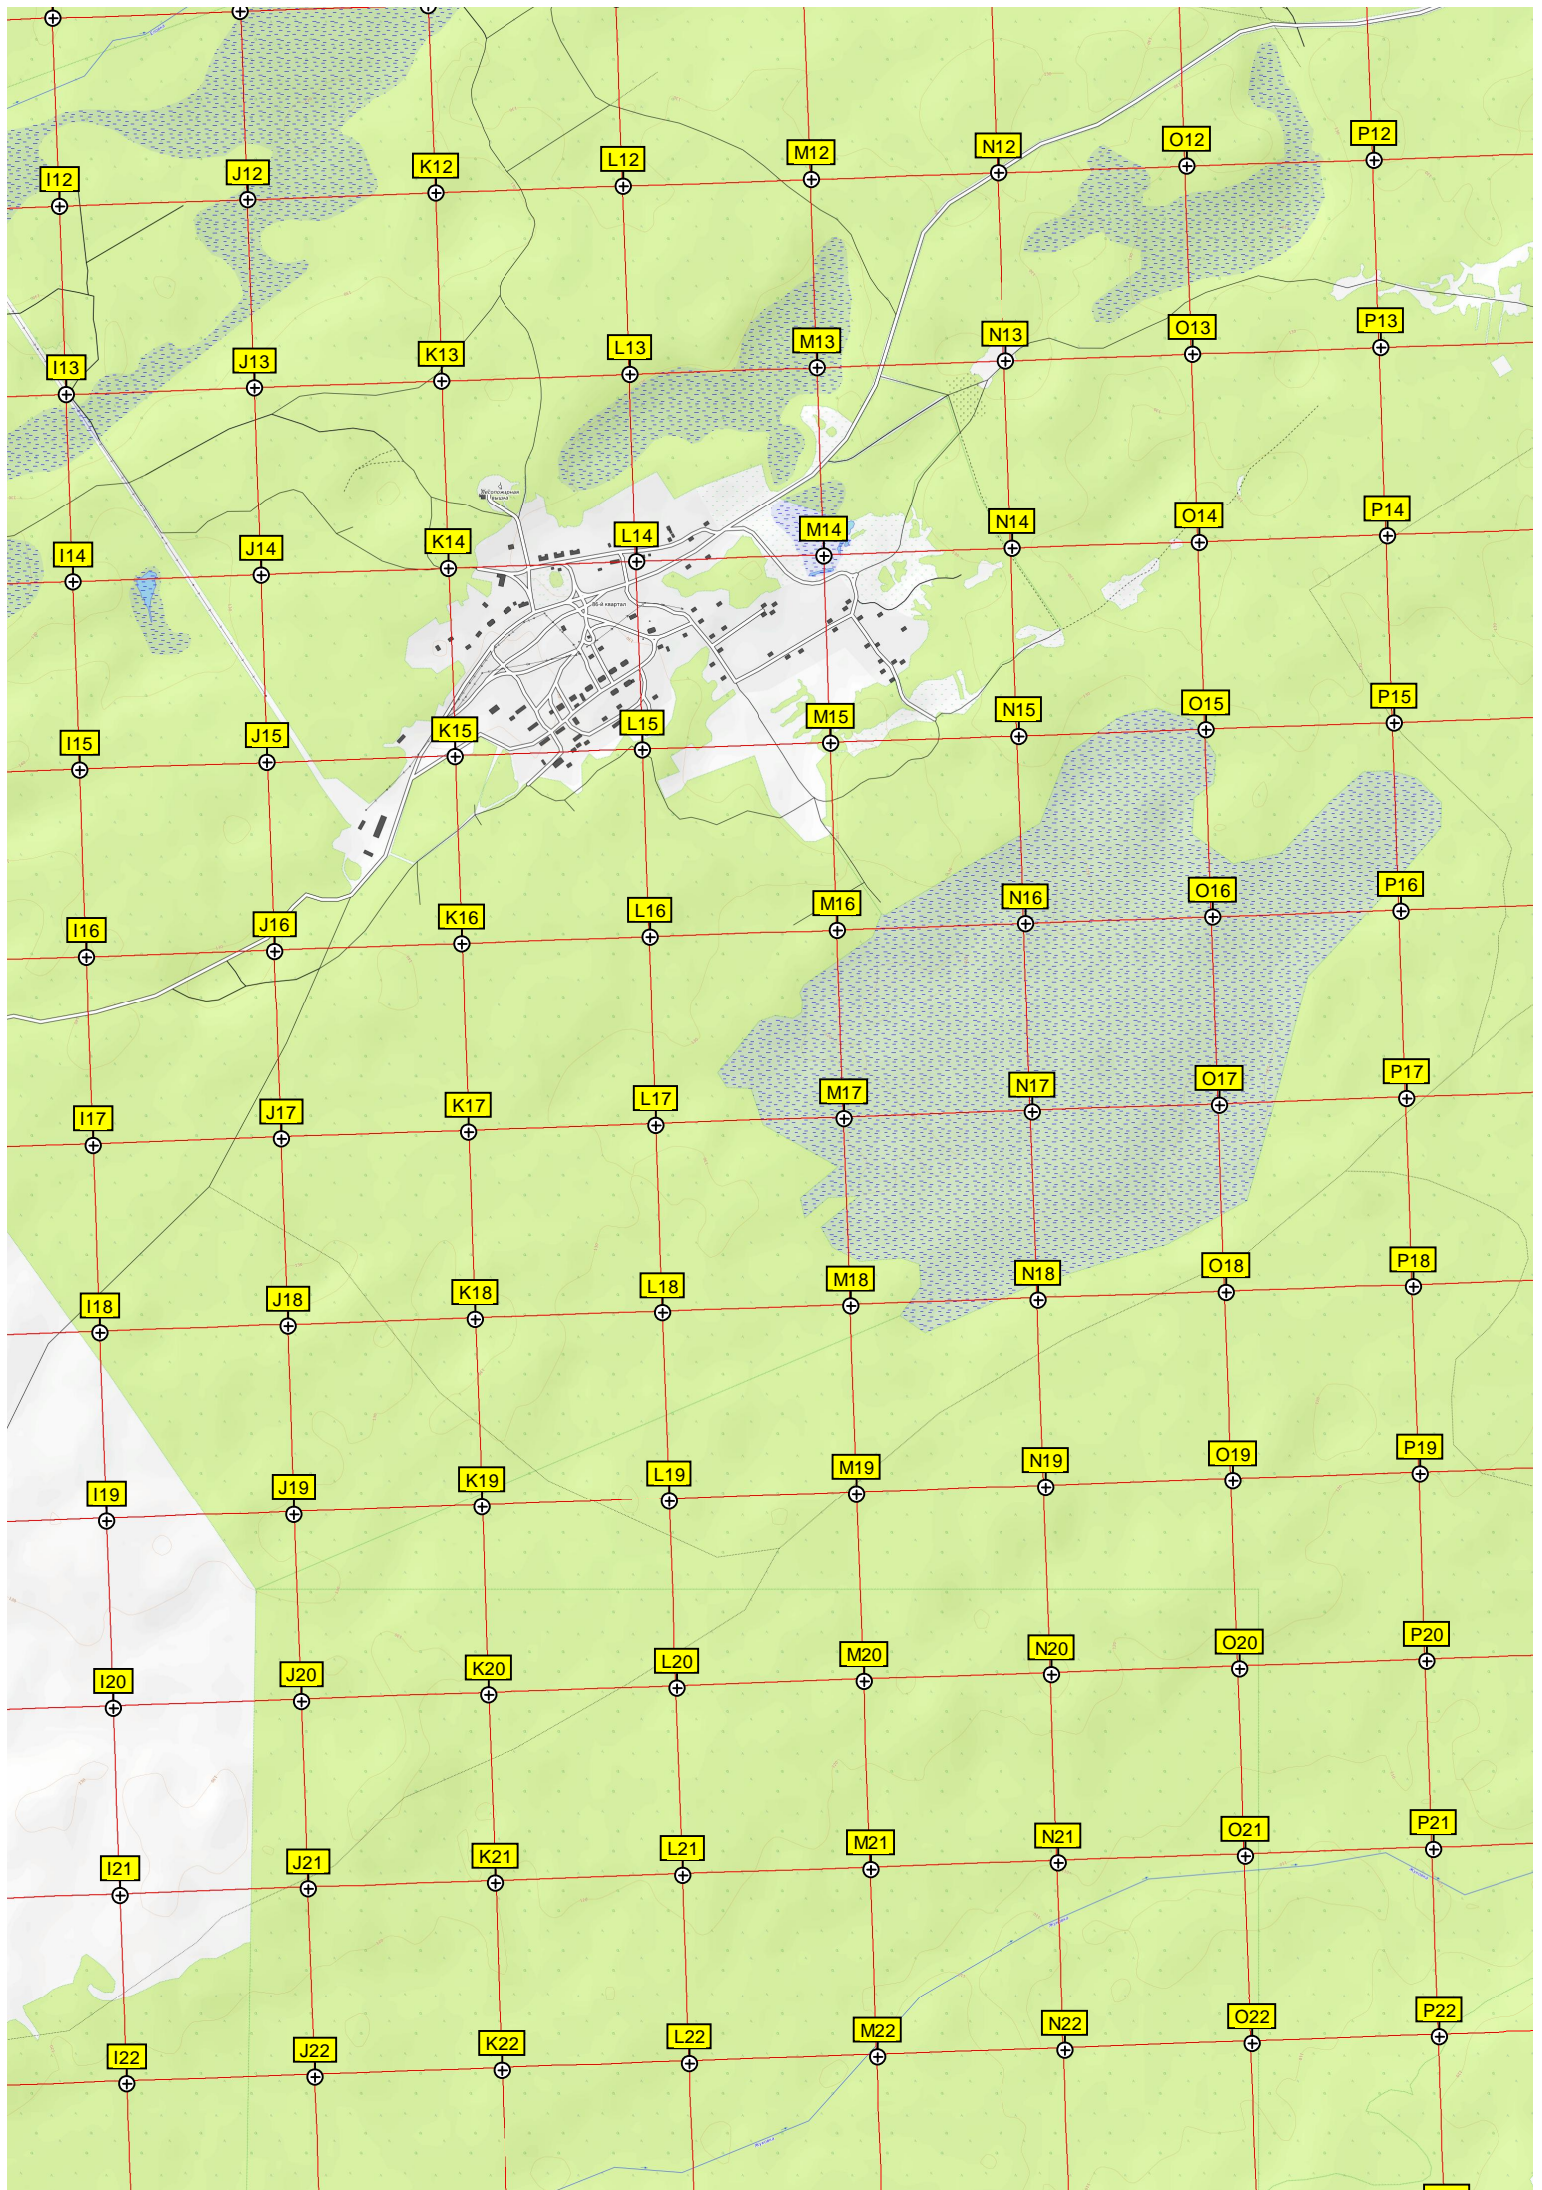 I12 J12 K12 L12 M12 N12 O12 P12
I13 J13 K13 L13 M13 N13 O13 P13
Лесопожарная
вышка
I14 J14 K14 L14 M14 N14 O14 P14
86-й квартал
I15 J15 K15 L15 M15 N15 O15 P15
I16 J16 K16 L16 M16 N16 O16 P16
I17 J17 K17 L17 M17 N17 O17 P17
I18 J18 K18 L18 M18 N18 O18 P18
I19 J19 K19 L19 M19 N19 O19 P19
I20 J20 K20 L20 M20 N20 O20 P20
I21 J21 K21 L21 M21 N21 O21 P21
I22 J22 K22 L22 M22 N22 O22 P22